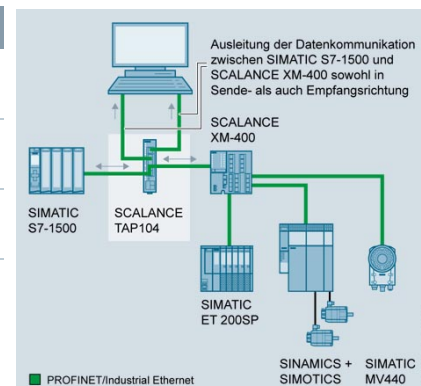 Ausleitung der Datenkommunikation
zwischen SIMATIC S7-1500 und
SCALANCE XM-400 sowohl in
Sende- als auch Empfangsrichtung
SCALANCE
XM-400
SIMATIC
S7-1500
SCALANCE
TAP104
SIMATIC
ET 200SP
SINAMICS +
SIMOTICS
SIMATIC
MV440
PROFINET/Industrial Ethernet